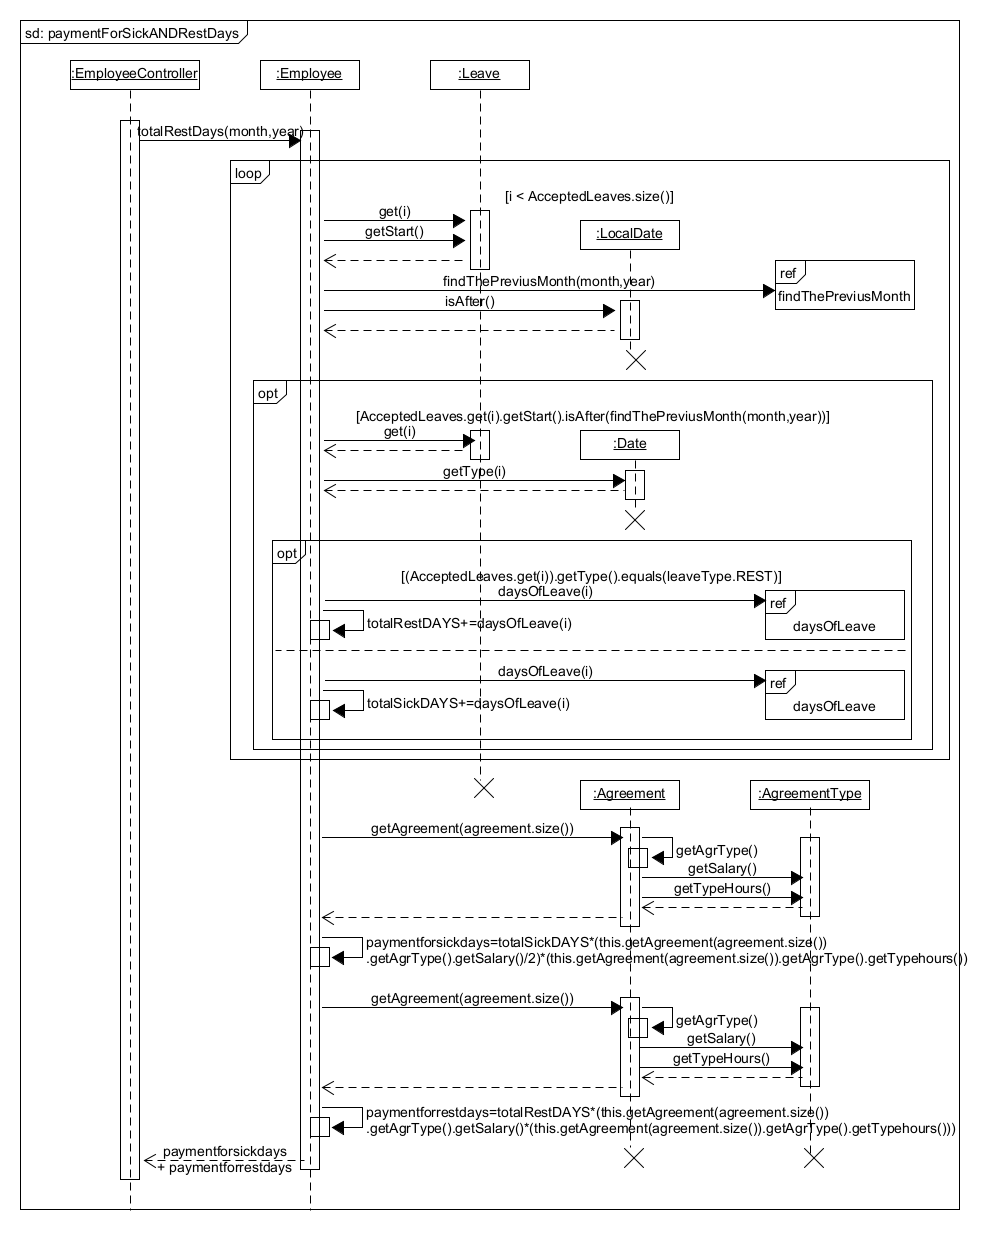 sd: paymentForSickANDRestDays
:EmployeeController
:Employee
:Leave
totalRestDays(month,year)
loop
[i < AcceptedLeaves.size()]
get(i)
getStart()
:LocalDate
findThePreviusMonth(month,year)
ref
findThePreviusMonth
isAfter()
opt
[AcceptedLeaves.get(i).getStart().isAfter(findThePreviusMonth(month,year))]
get(i)
:Date
getType(i)
opt
[(AcceptedLeaves.get(i)).getType().equals(leaveType.REST)]
daysOfLeave(i)
ref
daysOfLeave
totalRestDAYS+=daysOfLeave(i)
daysOfLeave(i)
ref
daysOfLeave
totalSickDAYS+=daysOfLeave(i)
:Agreement
:AgreementType
getAgreement(agreement.size())
getAgrType()
getSalary()
getTypeHours()
paymentforsickdays=totalSickDAYS*(this.getAgreement(agreement.size())
.getAgrType().getSalary()/2)*(this.getAgreement(agreement.size()).getAgrType().getTypehours())
getAgreement(agreement.size())
getAgrType()
getSalary()
getTypeHours()
paymentforrestdays=totalRestDAYS*(this.getAgreement(agreement.size())
.getAgrType().getSalary()*(this.getAgreement(agreement.size()).getAgrType().getTypehours()))
paymentforsickdays
+ paymentforrestdays